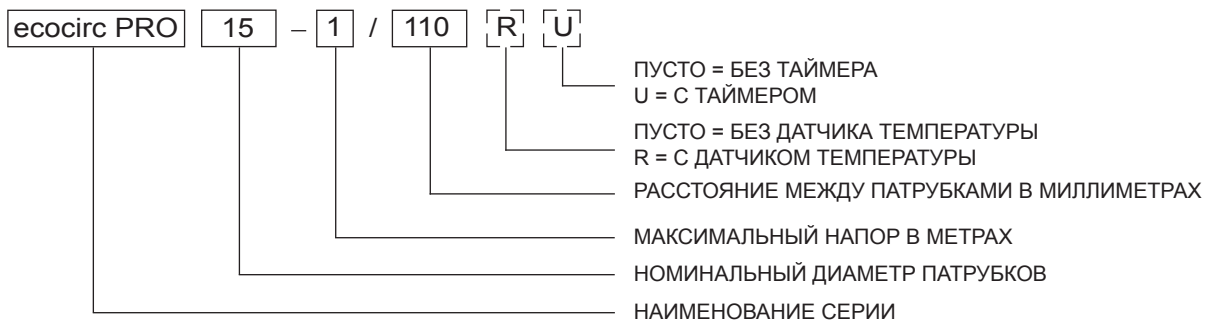 ecocirc PRO 15 – 1 / 110 R U
ПУСТО = БЕЗ ТАЙМЕРА
U = С ТАЙМЕРОМ
ПУСТО = БЕЗ ДАТЧИКА ТЕМПЕРАТУРЫ
R = С ДАТЧИКОМ ТЕМПЕРАТУРЫ
РАССТОЯНИЕ МЕЖДУ ПАТРУБКАМИ В МИЛЛИМЕТРАХ
МАКСИМАЛЬНЫЙ НАПОР В МЕТРАХ
НОМИНАЛЬНЫЙ ДИАМЕТР ПАТРУБКОВ
НАИМЕНОВАНИЕ СЕРИИ